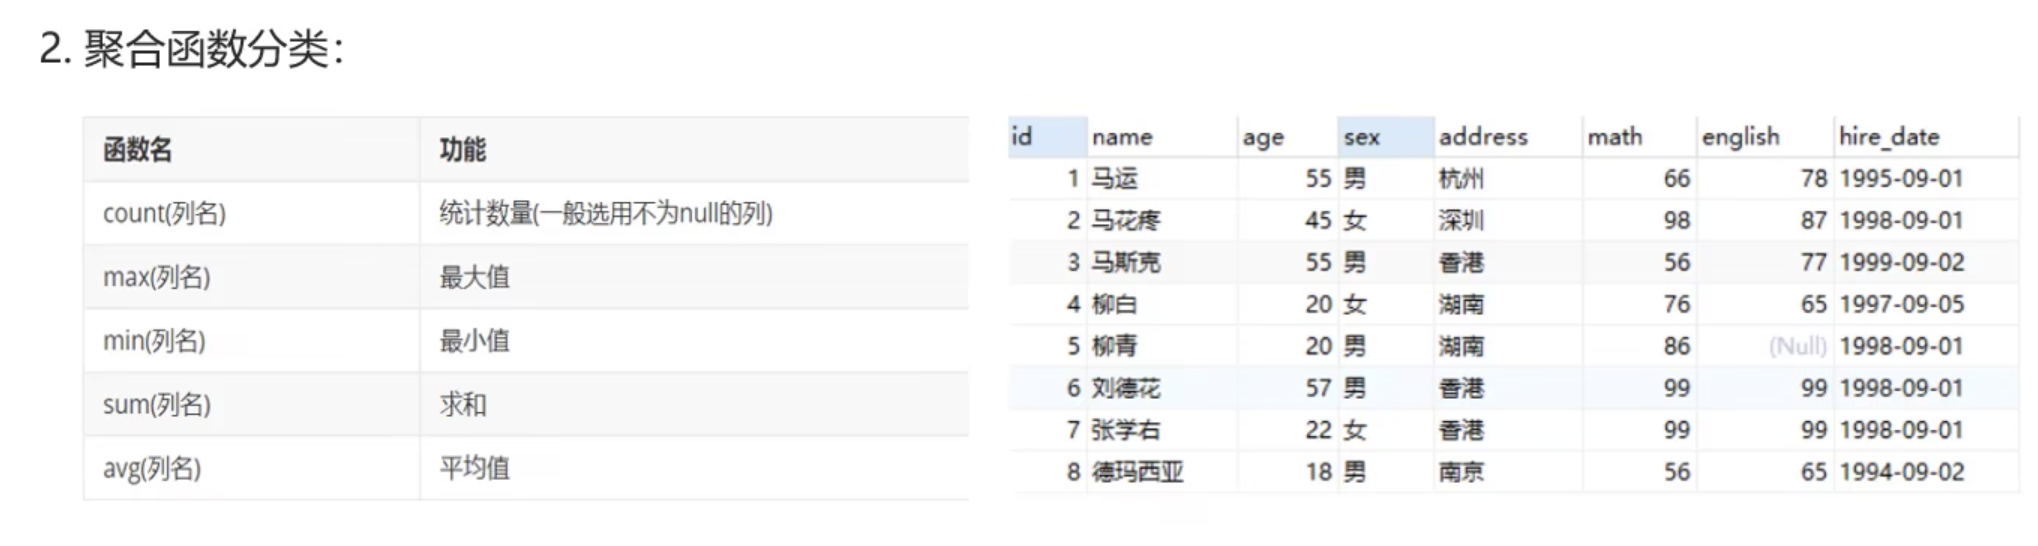 2. 聚合函数分类：
函数名 功能
count(列名) 统计数量(一般选用不为null的列)
max(列名) 最大值
min(列名) 最小值
sum(列名) 求和
avg(列名) 平均值
id name age sex address math english hire_date
1 马运 55 男 杭州 66 78 1995-09-01
2 马花疼 45 女 深圳 98 87 1998-09-01
3 马斯克 55 男 香港 56 77 1999-09-02
4 柳白 20 女 湖南 76 65 1997-09-05
5 柳青 20 男 湖南 86 (Null) 1998-09-01
6 刘德花 57 男 香港 99 99 1998-09-01
7 张学右 22 女 香港 99 99 1998-09-01
8 德玛西亚 18 男 南京 56 65 1994-09-02